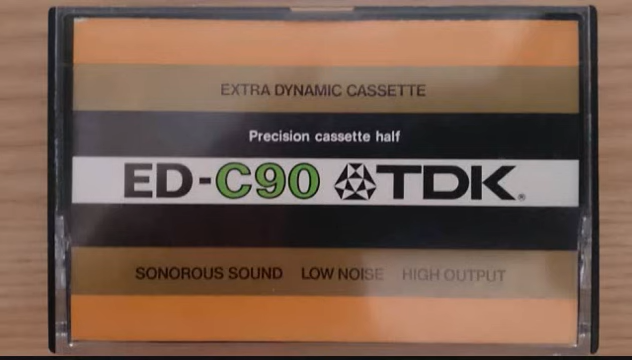 EXTRA DYNAMIC CASSETTE
Precision cassette half
ED-C90 TDK®
SONOROUS SOUND LOW NOISE HIGH OUTPUT